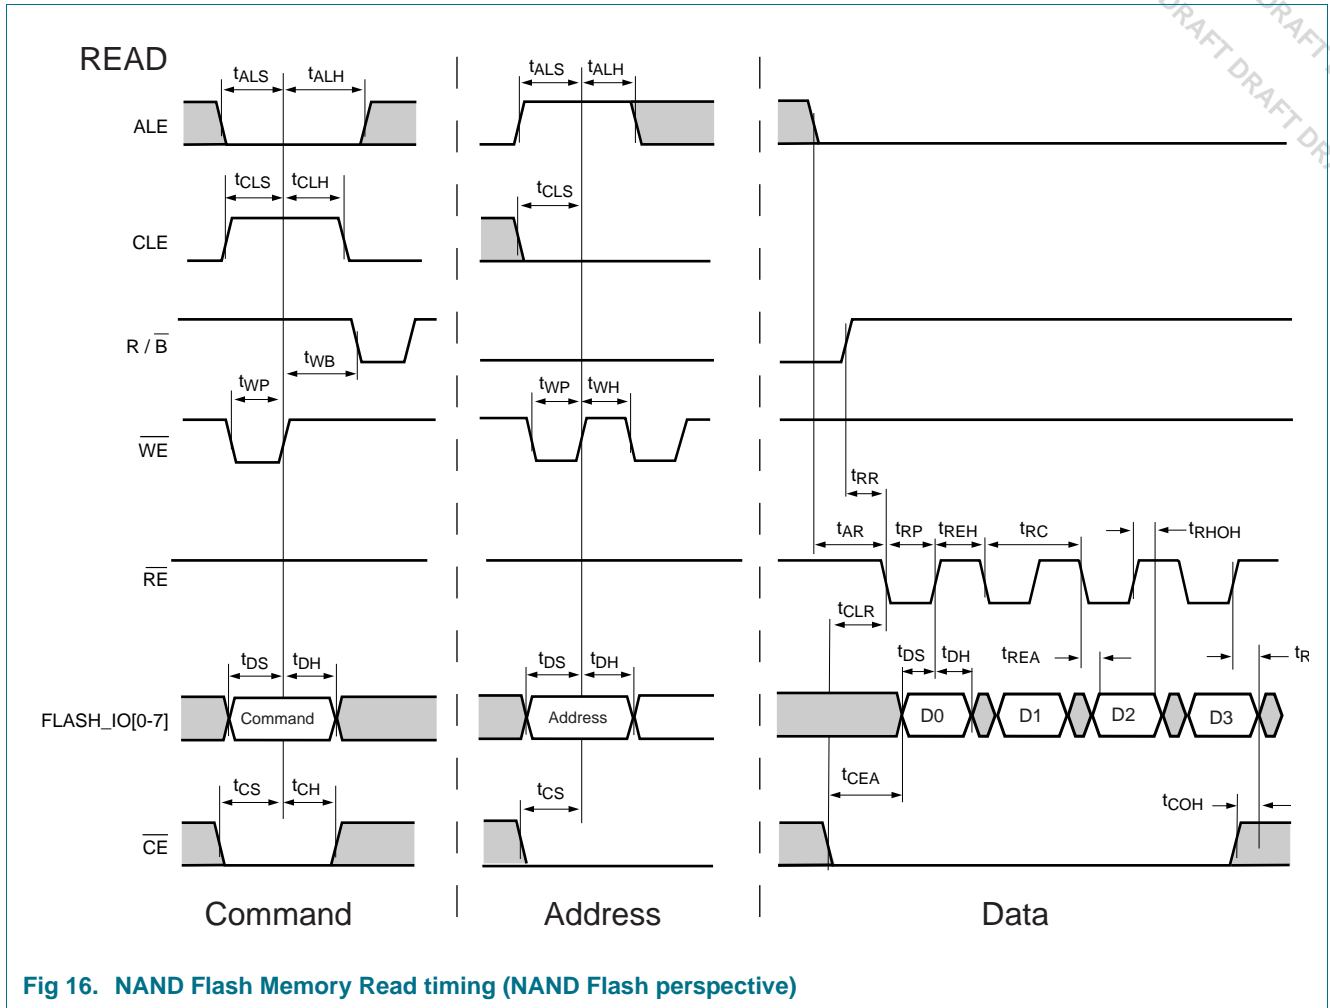 DRAFT
DRAFT DRAFT DRA
READ
tALS tALH tALS tALH
ALE
tCLS tCLH tCLS
CLE
R / B
tWB
tWP tWP tWH
WE
tRR
tAR tRP tREH tRC tRHOH
RE
tCLR
tDS tDH tDS tDH tDS tDH tREA tR
FLASH_IO[0-7] Command Address D0 D1 D2 D3
tCS tCH tCS tCEA tCOH
CE
Command Address Data
Fig 16. NAND Flash Memory Read timing (NAND Flash perspective)